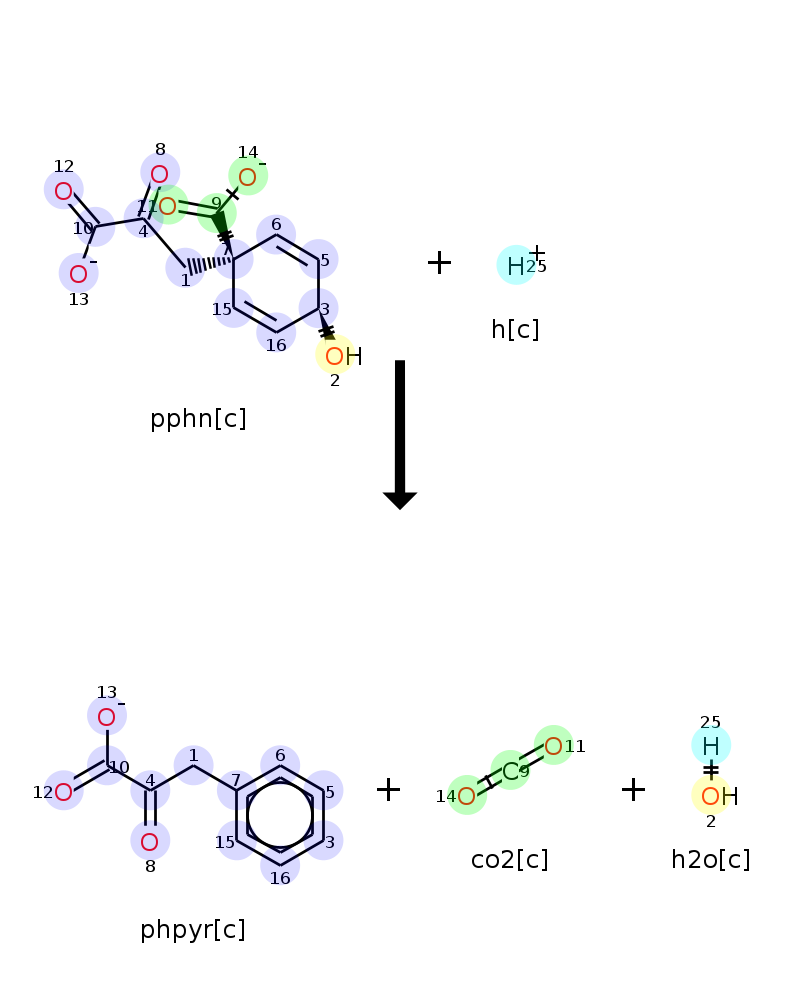 8 14
12 O O -
O 11 O 9
10 4 6
O - 1 7 5 + H + 25
13 15 3 h[c]
16 OH
2
pphn[c]
13 25
O - 1 6 H
10 4 7 5 O 11
12 O C 9 + +
O 15 3 14 O OH
8 16 2
co2[c] h2o[c]
phpyr[c]